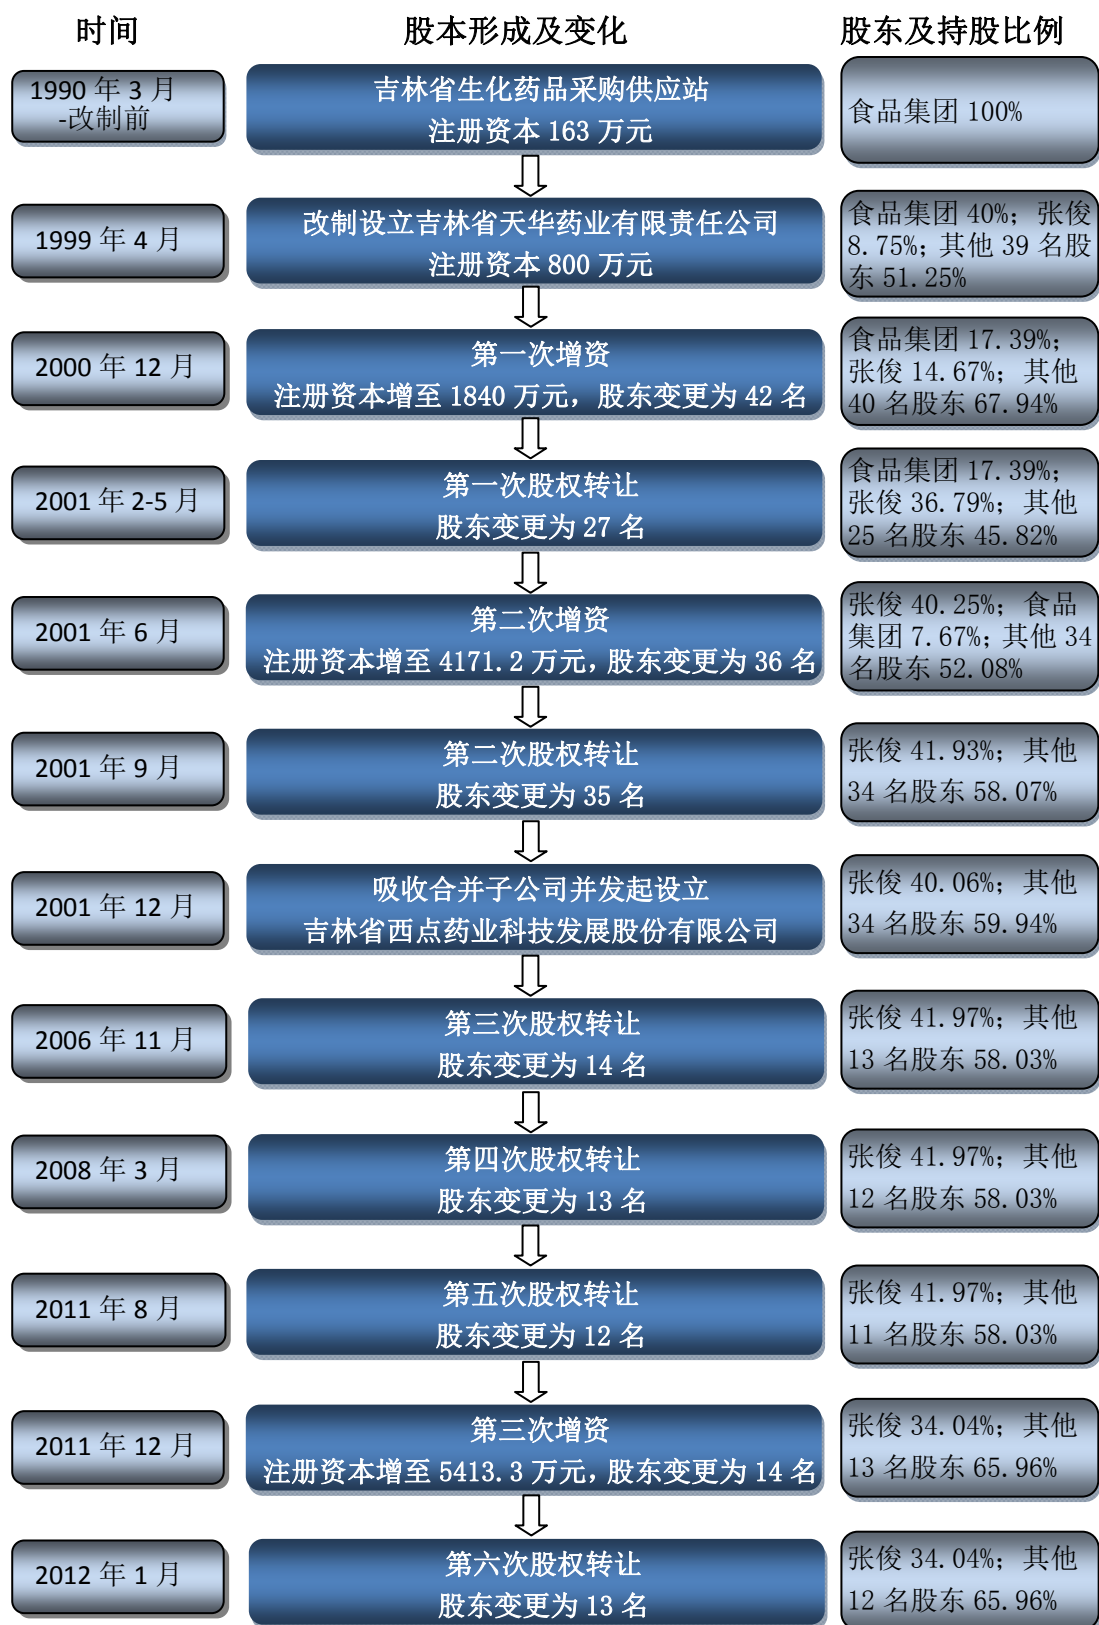 时间 股本形成及变化 股东及持股比例
1990 年 3 月
-改制前
吉林省生化药品采购供应站
注册资本 163 万元
食品集团 100%
1999 年 4 月
改制设立吉林省天华药业有限责任公司
注册资本 800 万元
食品集团 40%; 张俊
8.75%; 其他 39 名股
东 51.25%
2000 年 12 月
第一次增资
注册资本增至 1840 万元，股东变更为 42 名
食品集团 17.39%;
张俊 14.67%; 其他
40 名股东 67.94%
2001 年 2-5 月
第一次股权转让
股东变更为 27 名
食品集团 17.39%;
张俊 36.79%; 其他
25 名股东 45.82%
2001 年 6 月
第二次增资
注册资本增至 4171.2 万元，股东变更为 36 名
张俊 40.25%; 食品
集团 7.67%; 其他 34
名股东 52.08%
2001 年 9 月
第二次股权转让
股东变更为 35 名
张俊 41.93%; 其他
34 名股东 58.07%
2001 年 12 月
吸收合并子公司并发起设立
吉林省西点药业科技发展股份有限公司
张俊 40.06%; 其他
34 名股东 59.94%
2006 年 11 月
第三次股权转让
股东变更为 14 名
张俊 41.97%; 其他
13 名股东 58.03%
2008 年 3 月
第四次股权转让
股东变更为 13 名
张俊 41.97%; 其他
12 名股东 58.03%
2011 年 8 月
第五次股权转让
股东变更为 12 名
张俊 41.97%; 其他
11 名股东 58.03%
2011 年 12 月
第三次增资
注册资本增至 5413.3 万元，股东变更为 14 名
张俊 34.04%; 其他
13 名股东 65.96%
2012 年 1 月
第六次股权转让
股东变更为 13 名
张俊 34.04%; 其他
12 名股东 65.96%